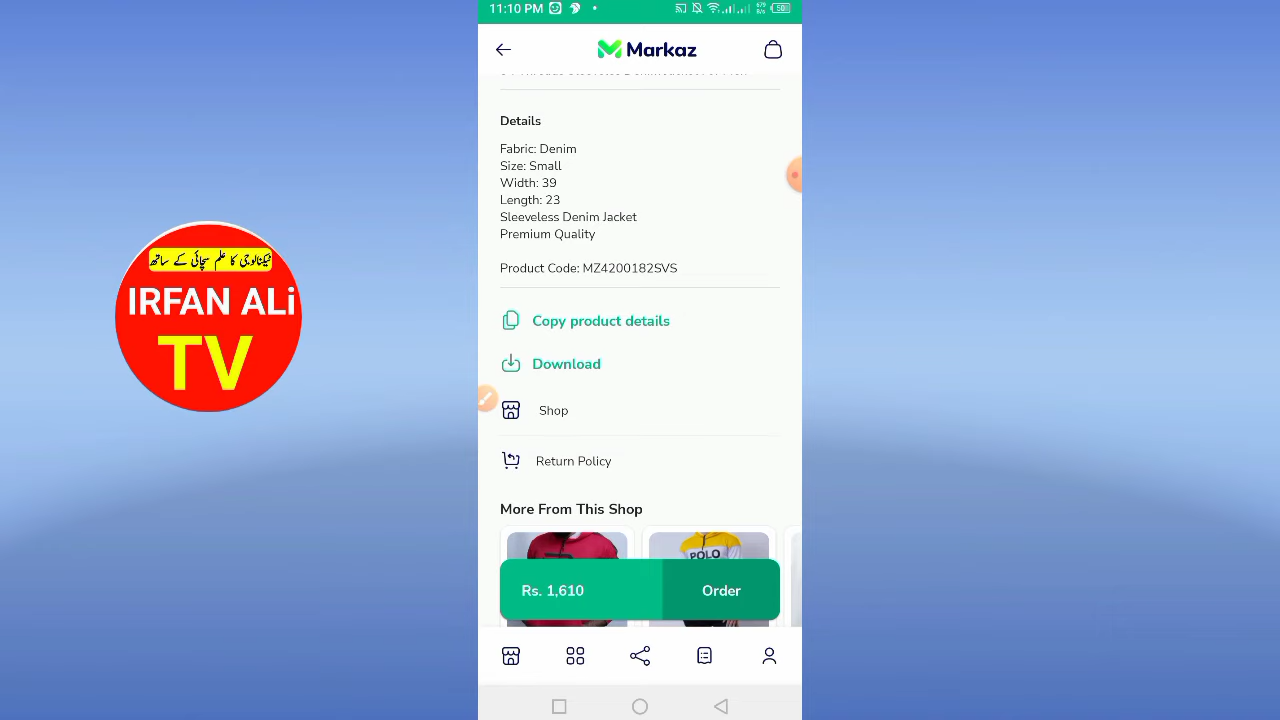 11:10 PM
Markaz
Details
Fabric: Denim
Size: Small
Width: 39
Length: 23
Sleeveless Denim Jacket
Premium Quality
Product Code: MZ4200182SVS
Copy product details
Download
Shop
Return Policy
More From This Shop
POLO
Rs. 1,610
Order
ٹیکنالوجی کا علم سچائی کے ساتھ
IRFAN ALi
TV